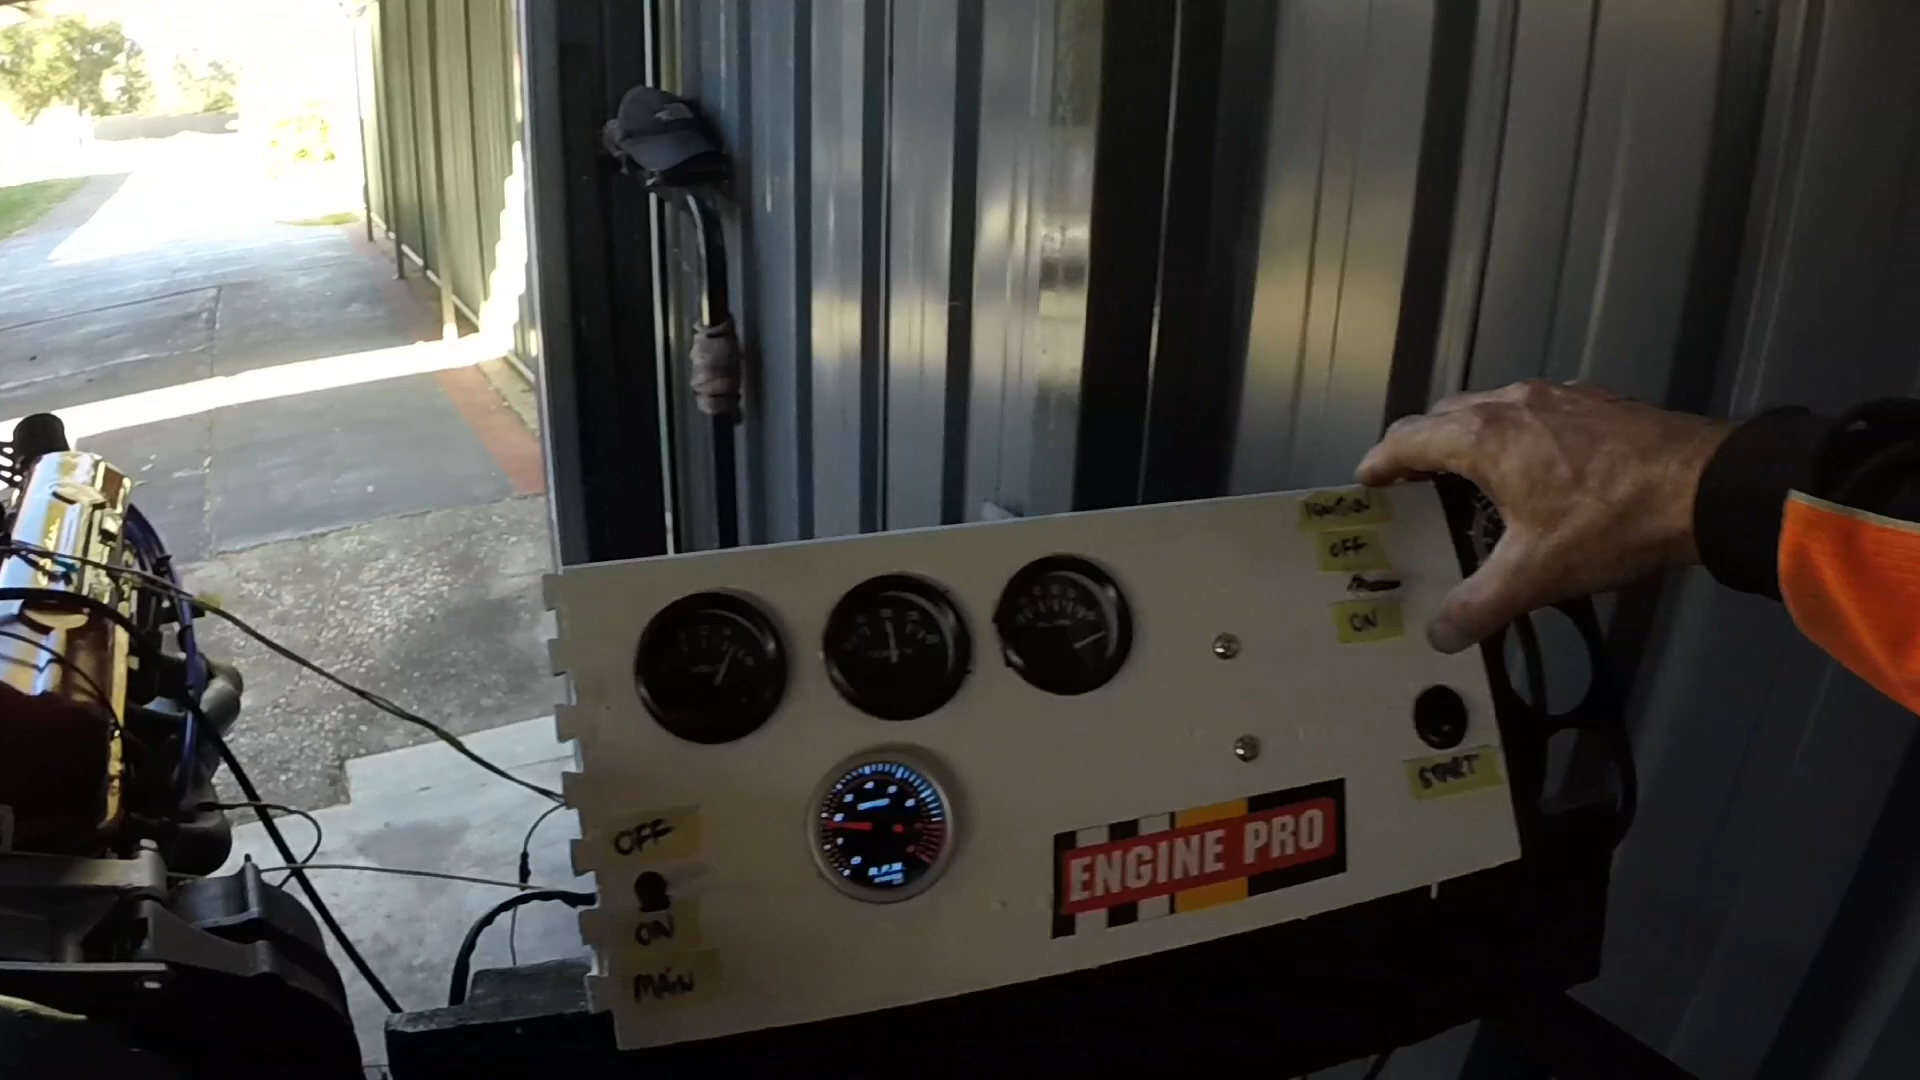 IGNITION
OFF
ON
START
R.P.M.
ENGINE PRO
OFF
ON
MAIN